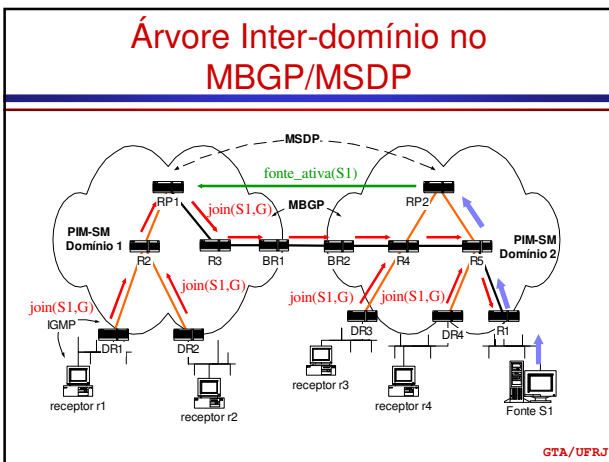 Árvore Inter-domínio no
MBGP/MSDP
MSDP
fonte_ativa(S1)
RP1
join(S1,G)
MBGP
RP2
PIM-SM
Domínio 1
R2
R3
BR1
BR2
R4
R5
PIM-SM
Domínio 2
join(S1,G)
join(S1,G)
join(S1,G)
IGMP
DR1
DR2
DR3
DR4
R1
receptor r1
receptor r2
receptor r3
receptor r4
Fonte S1
GTA/UFRJ